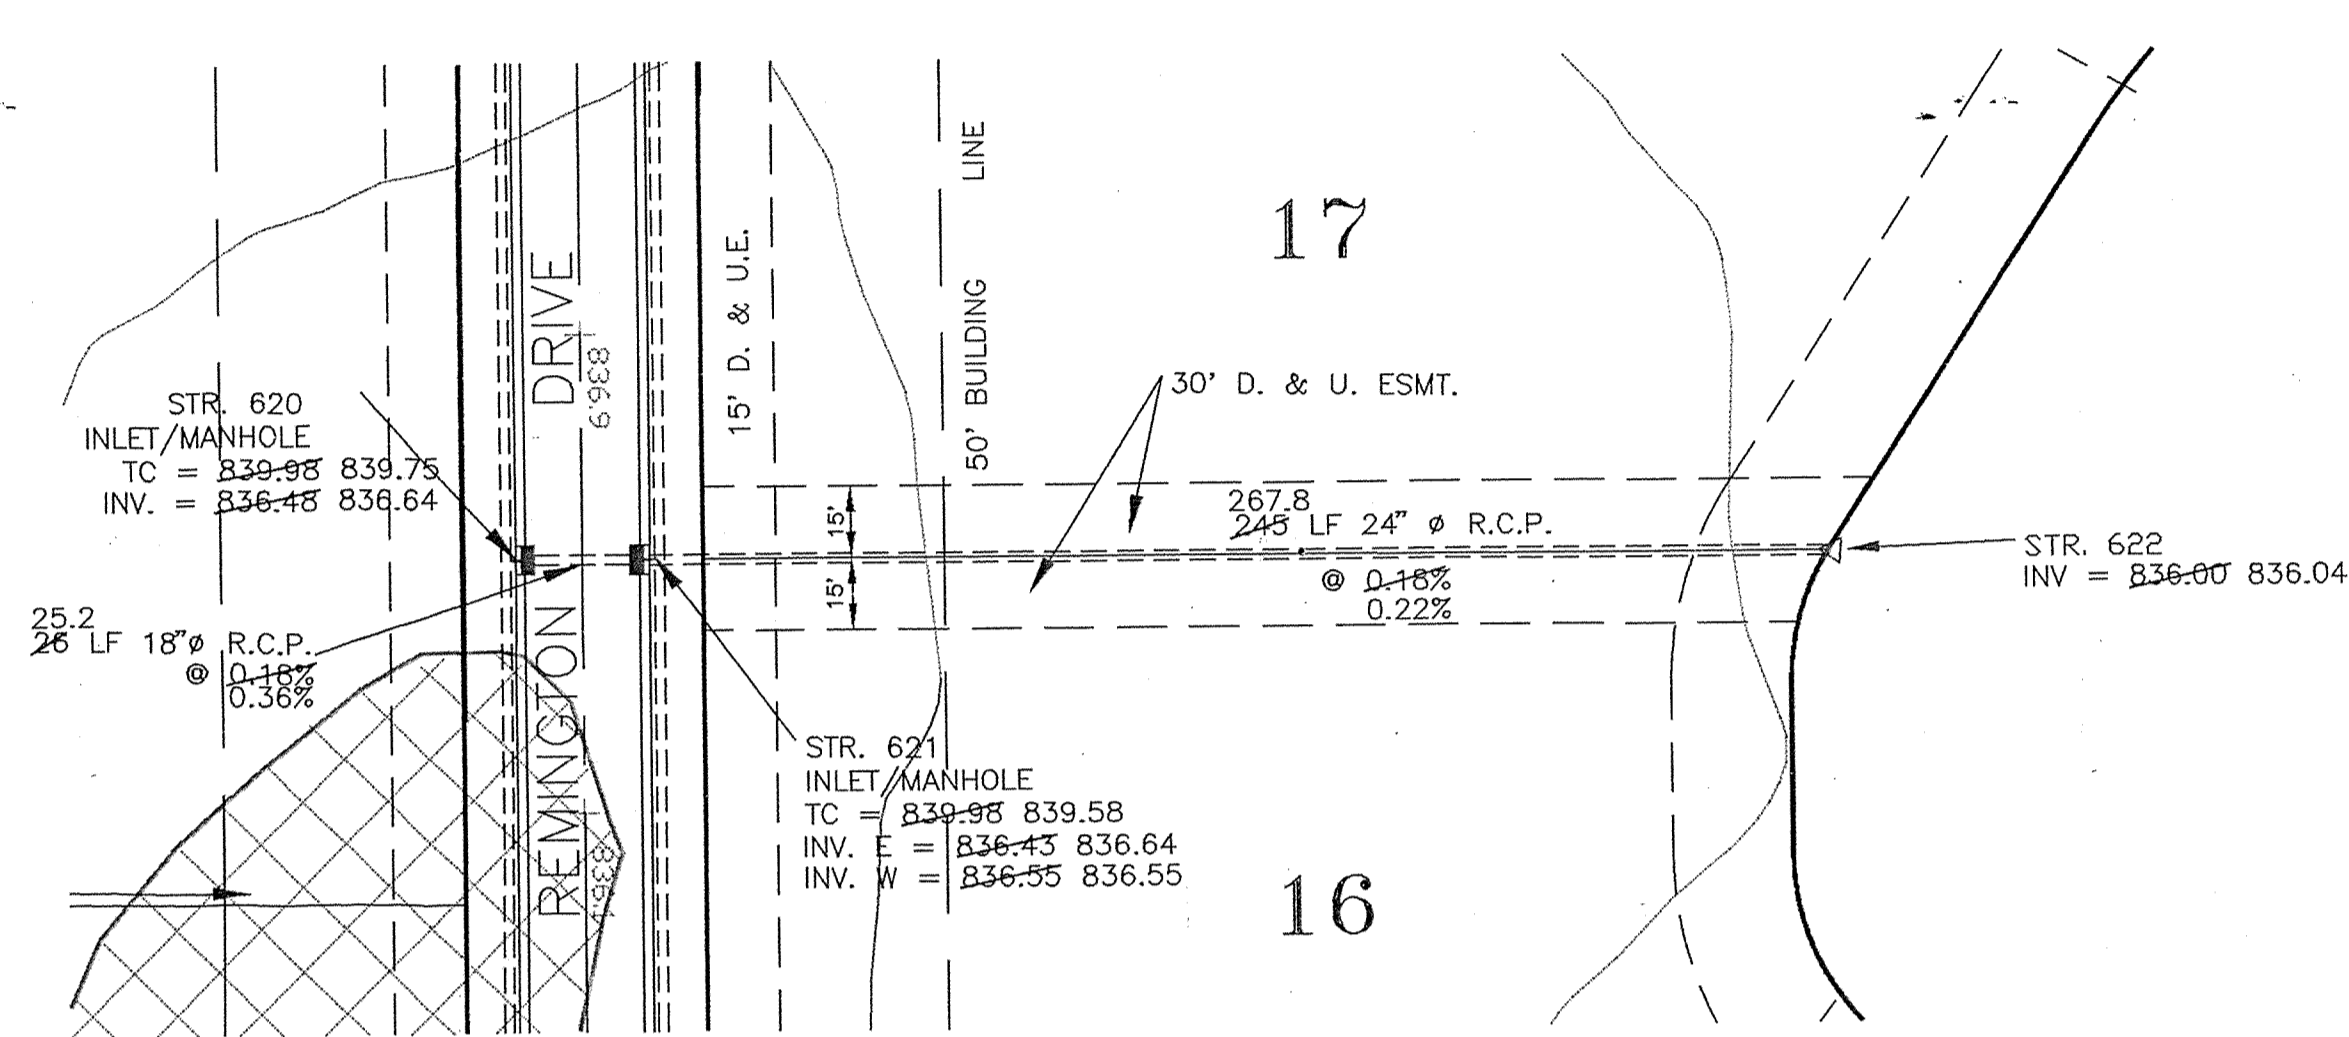 LINE
17
DRIVE
836.9
15' D. & U.E.
50' BUILDING
30' D. & U. ESMT.
STR. 620
INLET/MANHOLE
TC = 839.98 839.75
INV. = 836.48 836.64
15'
15'
267.8
245 LF 24" ø R.C.P.
@ 0.18%
0.22%
STR. 622
INV = 836.00 836.04
25.2
26 LF 18"ø R.C.P.
@ 0.18%
0.36%
REMINGTON
STR. 621
INLET/MANHOLE
TC = 839.98 839.58
INV. E = 836.43 836.64
INV. W = 836.55 836.55
16